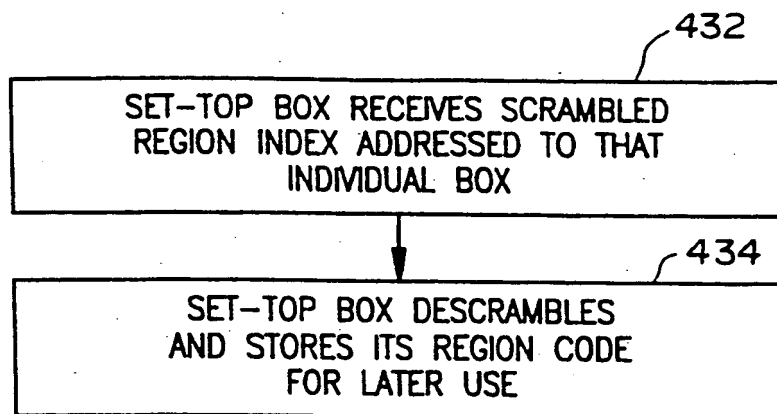 432
SET-TOP BOX RECEIVES SCRAMBLED
REGION INDEX ADDRESSED TO THAT
INDIVIDUAL BOX
434
SET-TOP BOX DESCRAMBLES
AND STORES ITS REGION CODE
FOR LATER USE